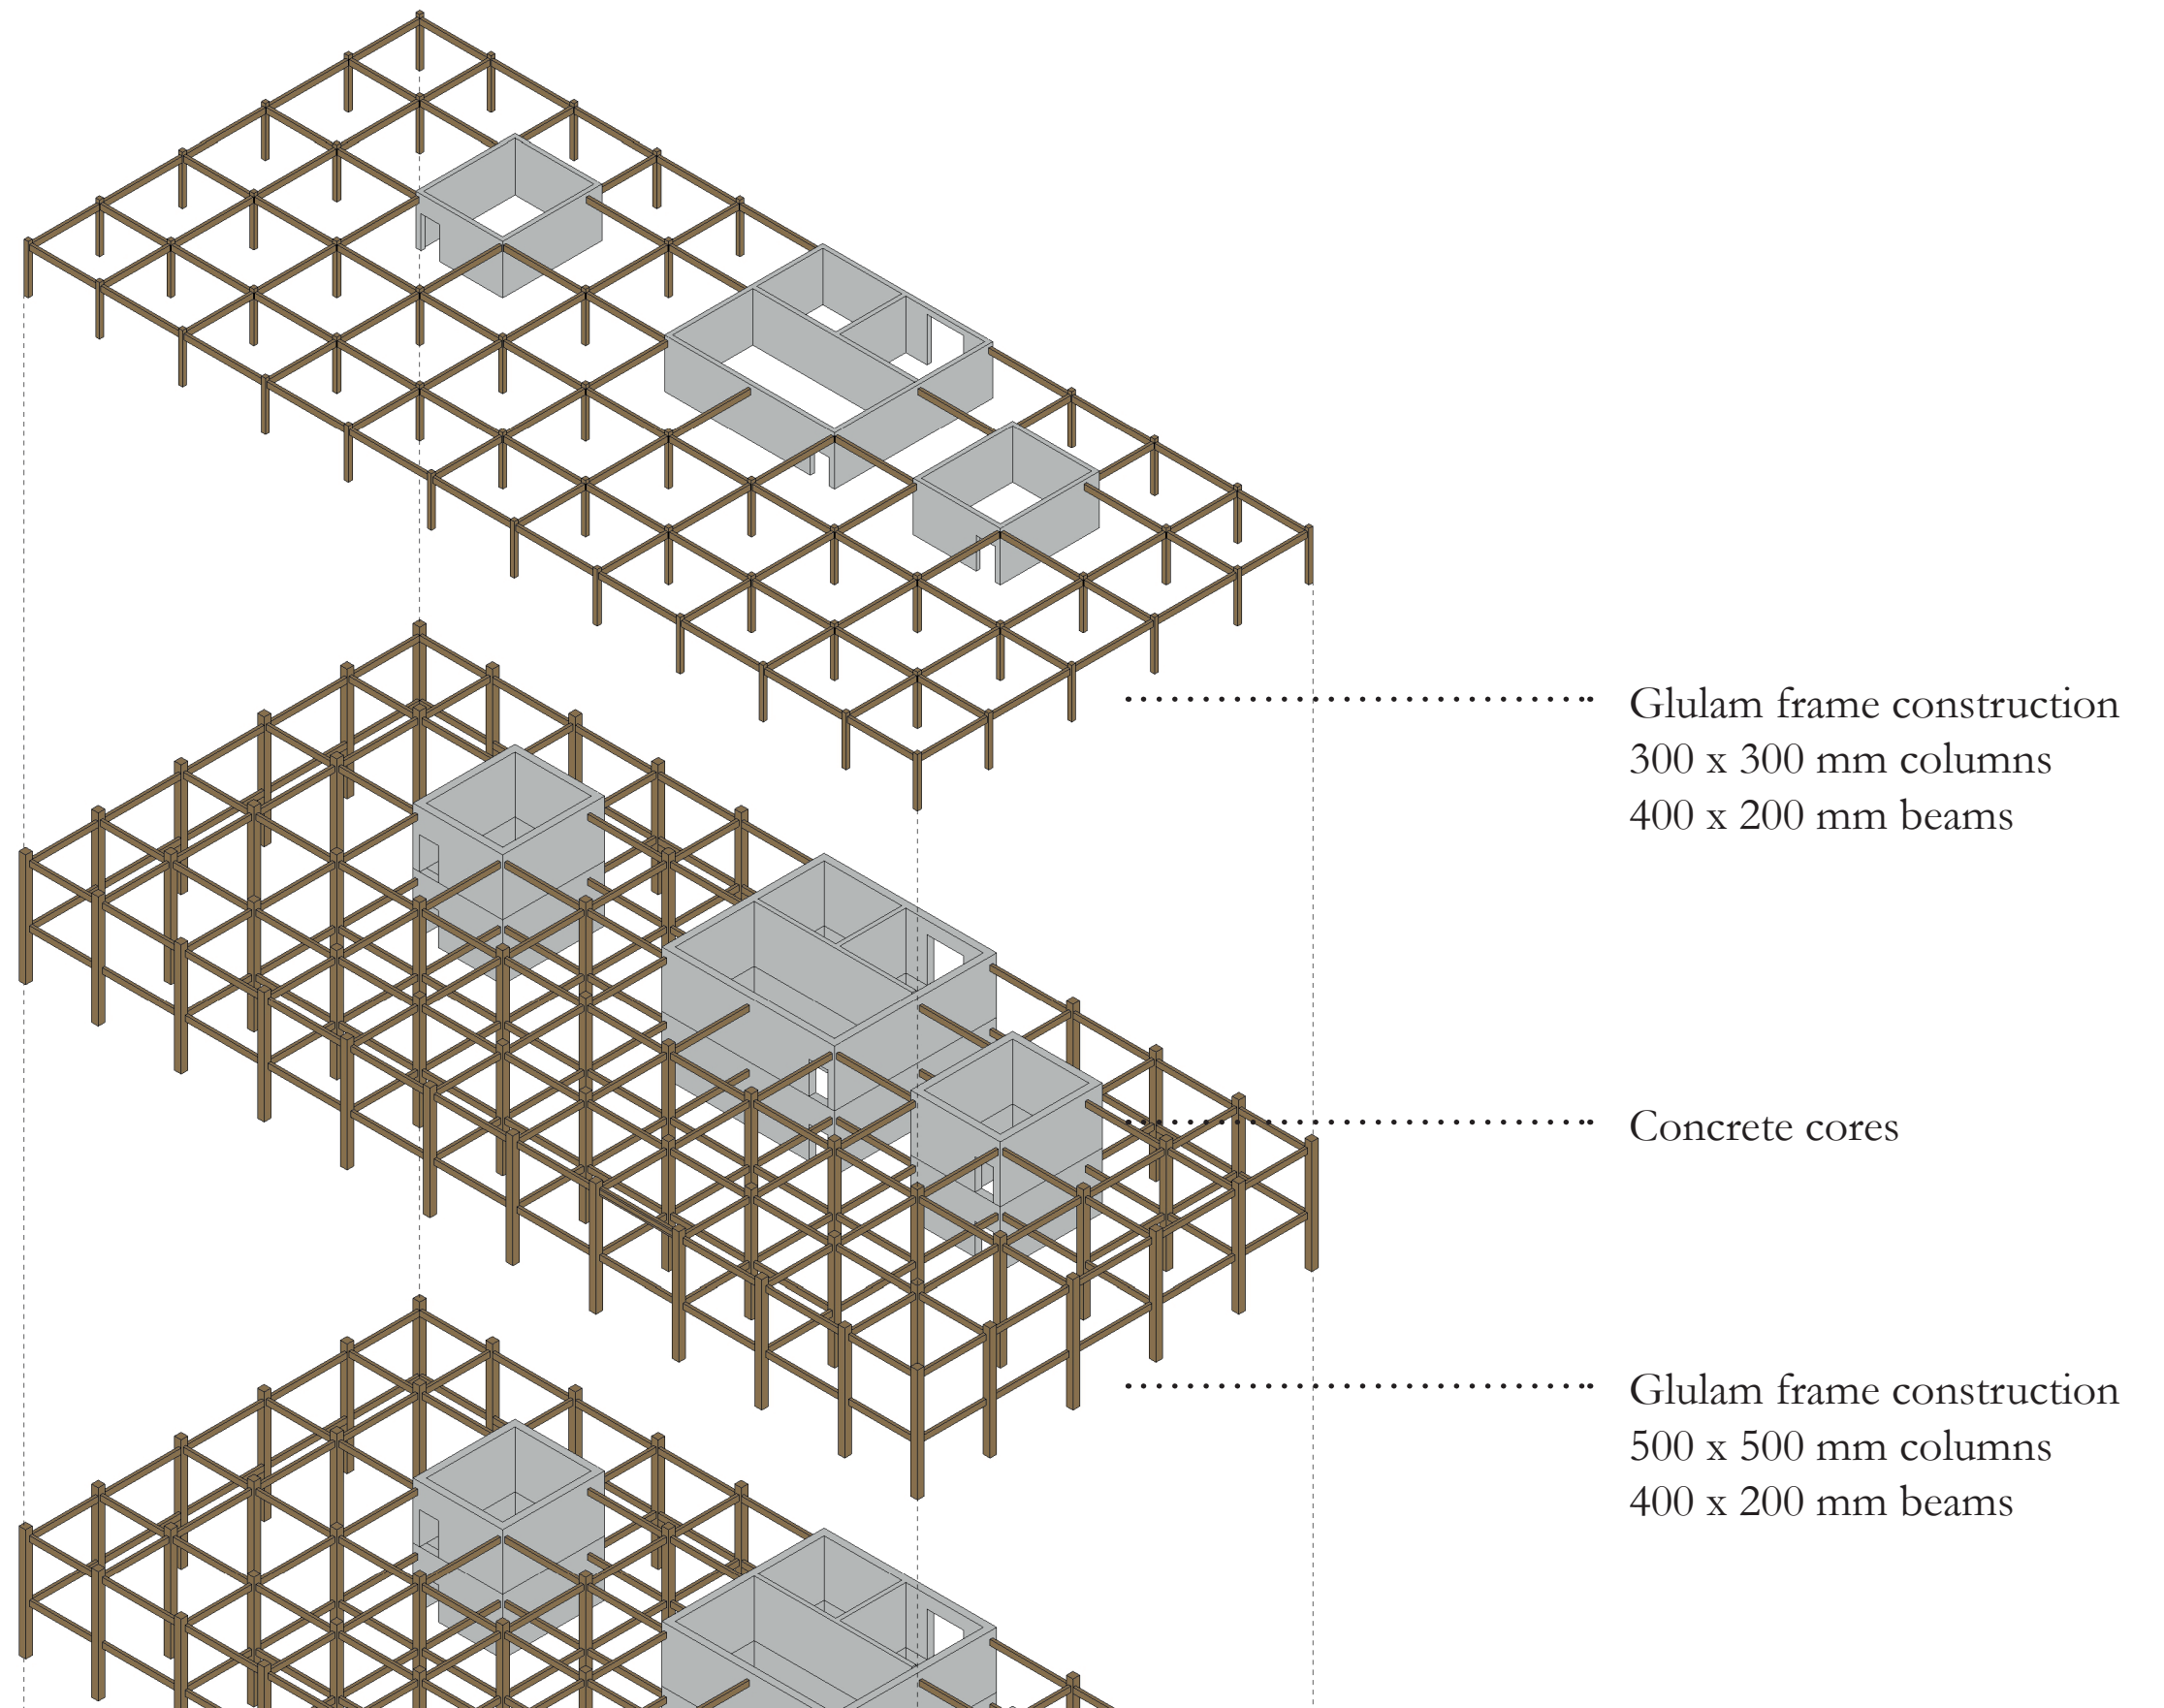 Glulam frame construction
300 x 300 mm columns
400 x 200 mm beams
Concrete cores
Glulam frame construction
500 x 500 mm columns
400 x 200 mm beams